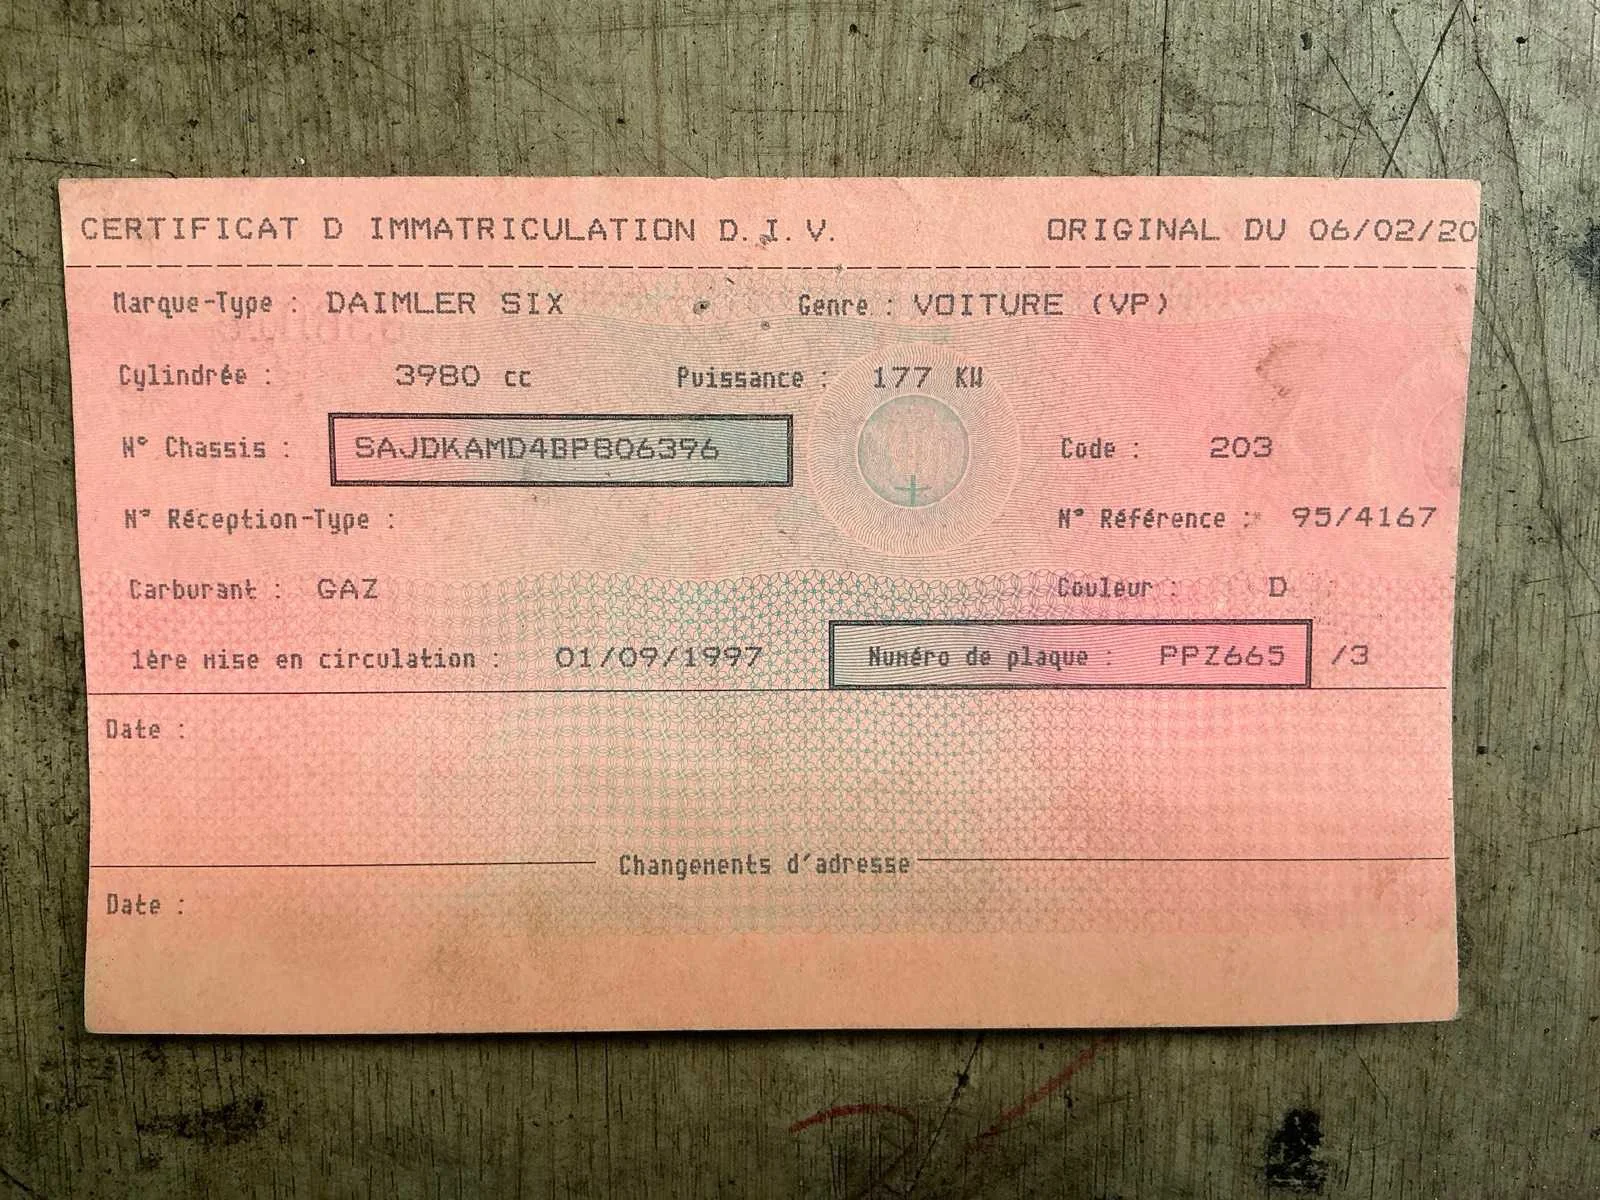 CERTIFICAT D IMMATRICULATION D.I.V. ORIGINAL DU 06/02/20
Marque-Type : DAIMLER SIX Genre : VOITURE (VP)
Cylindrée : 3980 cc Puissance : 177 KW
N° Chassis : SAJDKAMD4BP806396 Code : 203
N° Réception-Type : N° Référence : 95/4167
Carburant : GAZ Couleur : D
1ère mise en circulation : 01/09/1997 Numéro de plaque : PPZ665 /3
Date :
Changements d'adresse
Date :